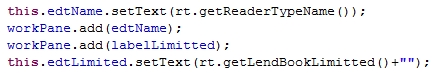 this.edtName.setText(rt.getReaderTypeName());
workPane.add(edtName);
workPane.add(labelLimitted);
this.edtLimited.setText(rt.getLendBookLimitted()+"");